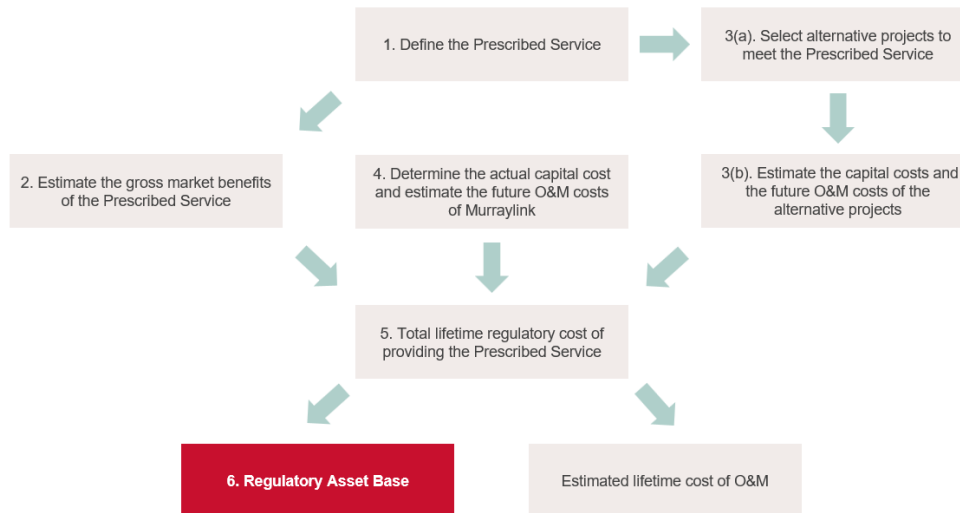 1. Define the Prescribed Service
3(a). Select alternative projects to
meet the Prescribed Service
2. Estimate the gross market benefits
of the Prescribed Service
4. Determine the actual capital cost
and estimate the future O&M costs
of Murraylink
3(b). Estimate the capital costs and
the future O&M costs of the
alternative projects
5. Total lifetime regulatory cost of
providing the Prescribed Service
6. Regulatory Asset Base
Estimated lifetime cost of O&M